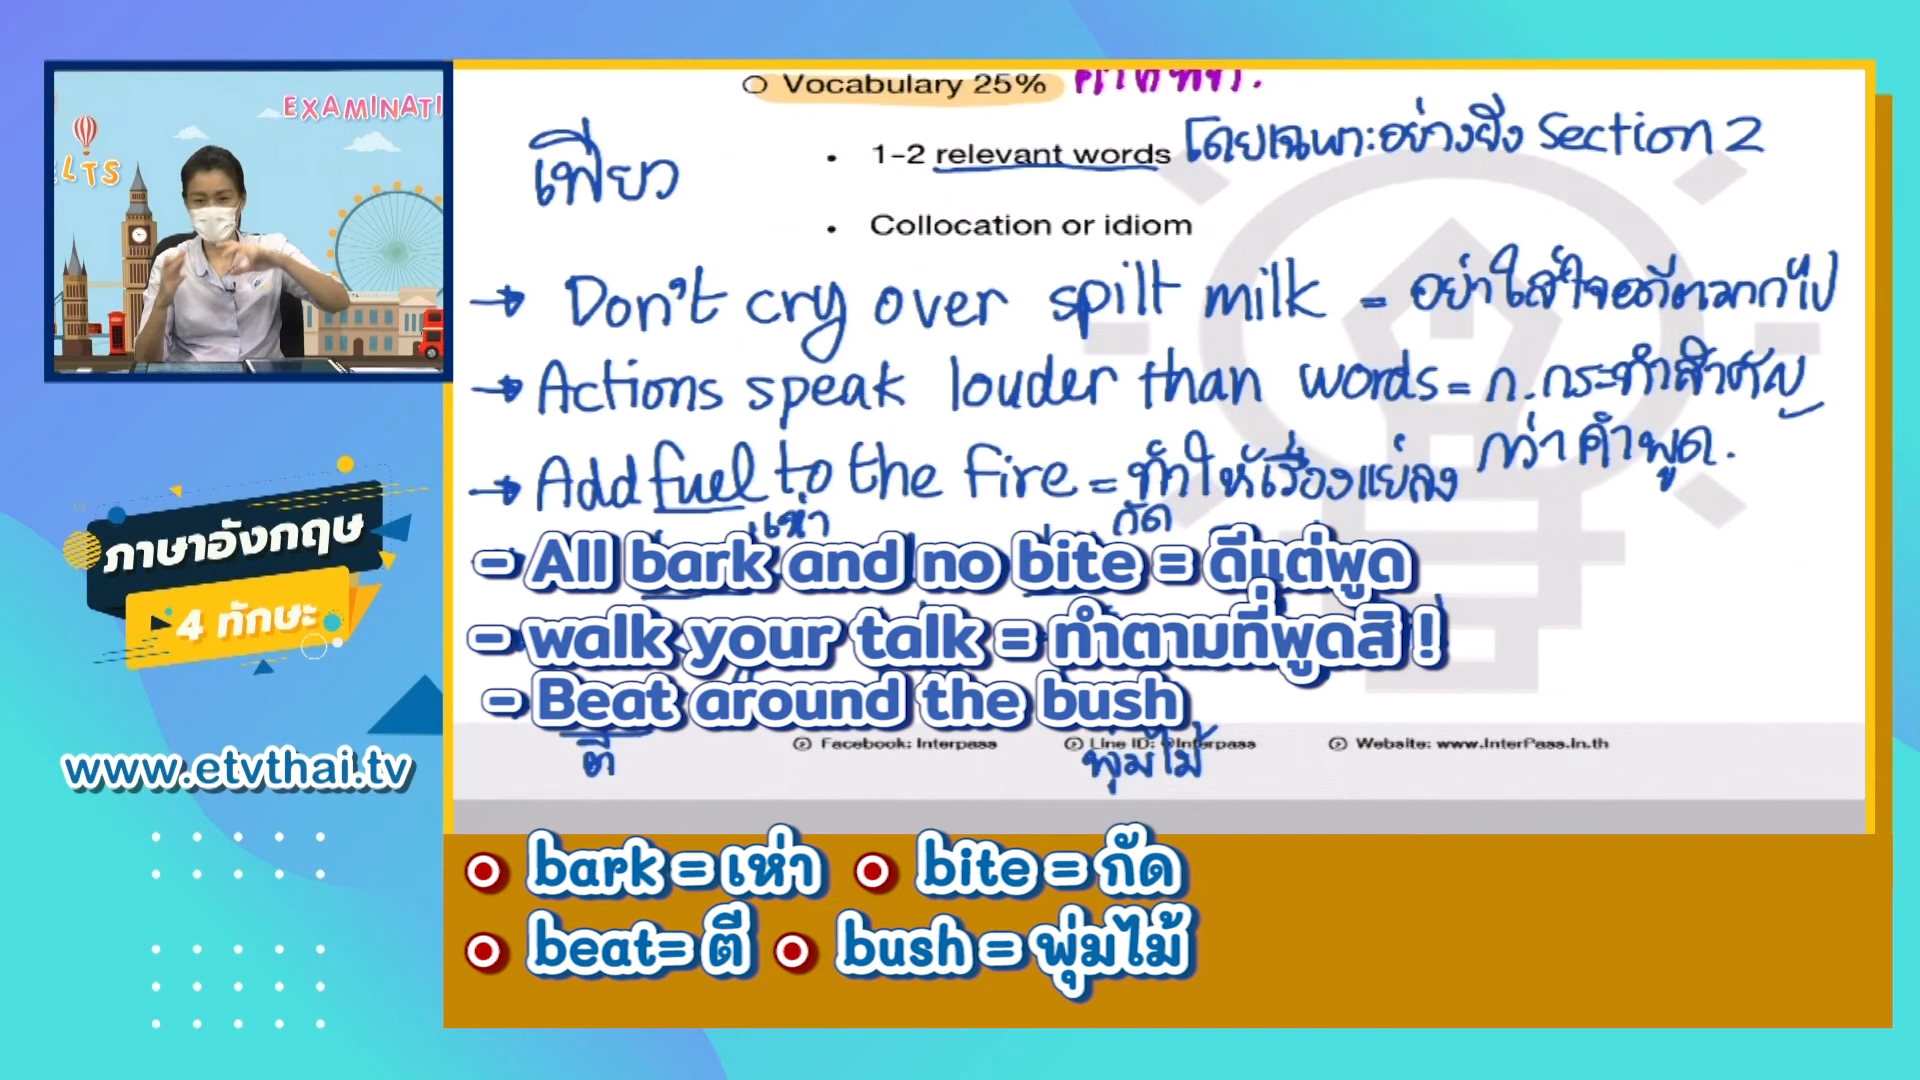 EXAMINATI
ELTS
ภาษาอังกฤษ
4 ทักษะ
www.etvthai.tv
Vocabulary 25%
เฟี้ยว
1-2 relevant words โดยเฉพาะอย่างยิ่ง Section 2
Collocation or idiom
→ Don't cry over spilt milk = อย่าใส่ใจอดีตมากไป
→ Actions speak louder than words = ก.กระทำสำคัญ
กว่าคำพูด.
→ Add fuel to the fire = ทำให้เรื่องแย่ลง
เห่า กัด
- All bark and no bite = ดีแต่พูด
- walk your talk = ทำตามที่พูดสิ !
- Beat around the bush
ตี พุ่มไม้
Facebook: Interpass Line ID: @Interpass Website: www.InterPass.in.th
bark = เห่า bite = กัด
beat= ตี bush = พุ่มไม้